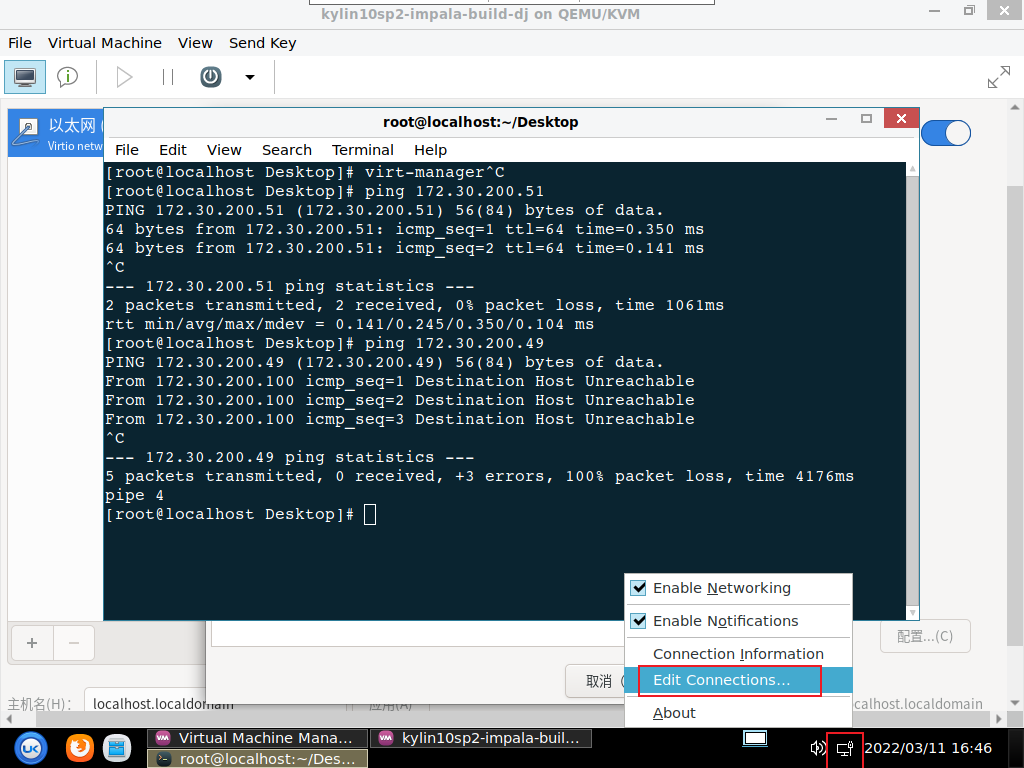 kylin10sp2-impala-build-dj on QEMU/KVM
File Virtual Machine View Send Key
以太网 (
Virtio netw
root@localhost:~/Desktop
File Edit View Search Terminal Help
[root@localhost Desktop]# virt-manager^C
[root@localhost Desktop]# ping 172.30.200.51
PING 172.30.200.51 (172.30.200.51) 56(84) bytes of data.
64 bytes from 172.30.200.51: icmp_seq=1 ttl=64 time=0.350 ms
64 bytes from 172.30.200.51: icmp_seq=2 ttl=64 time=0.141 ms
^C
--- 172.30.200.51 ping statistics ---
2 packets transmitted, 2 received, 0% packet loss, time 1061ms
rtt min/avg/max/mdev = 0.141/0.245/0.350/0.104 ms
[root@localhost Desktop]# ping 172.30.200.49
PING 172.30.200.49 (172.30.200.49) 56(84) bytes of data.
From 172.30.200.100 icmp_seq=1 Destination Host Unreachable
From 172.30.200.100 icmp_seq=2 Destination Host Unreachable
From 172.30.200.100 icmp_seq=3 Destination Host Unreachable
^C
--- 172.30.200.49 ping statistics ---
5 packets transmitted, 0 received, +3 errors, 100% packet loss, time 4176ms
pipe 4
[root@localhost Desktop]#
Enable Networking
Enable Notifications
Connection Information
Edit Connections...
About
配置...(C)
取消 (
主机名(H):
localhost.localdomain
应用(A)
calhost.localdomain
UK
Virtual Machine Mana...
kylin10sp2-impala-buil...
root@localhost:~/Des...
2022/03/11 16:46